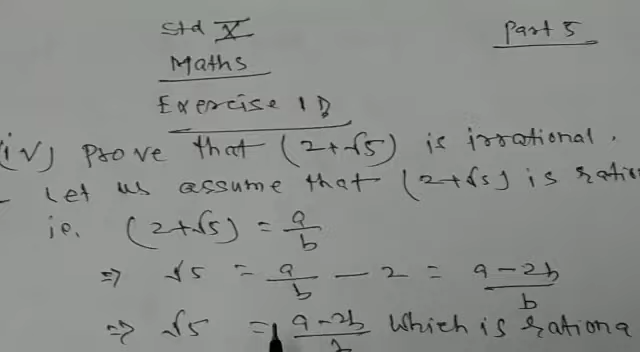 Std X
Part 5
Maths
Exercise 1D
(iv) Prove that (2+√5) is irrational.
Let us assume that (2+√5) is ration
ie. (2+√5) = a/b
⇒ √5 = a/b - 2 = a-2b/b
⇒ √5 = a-2b/b which is rationa